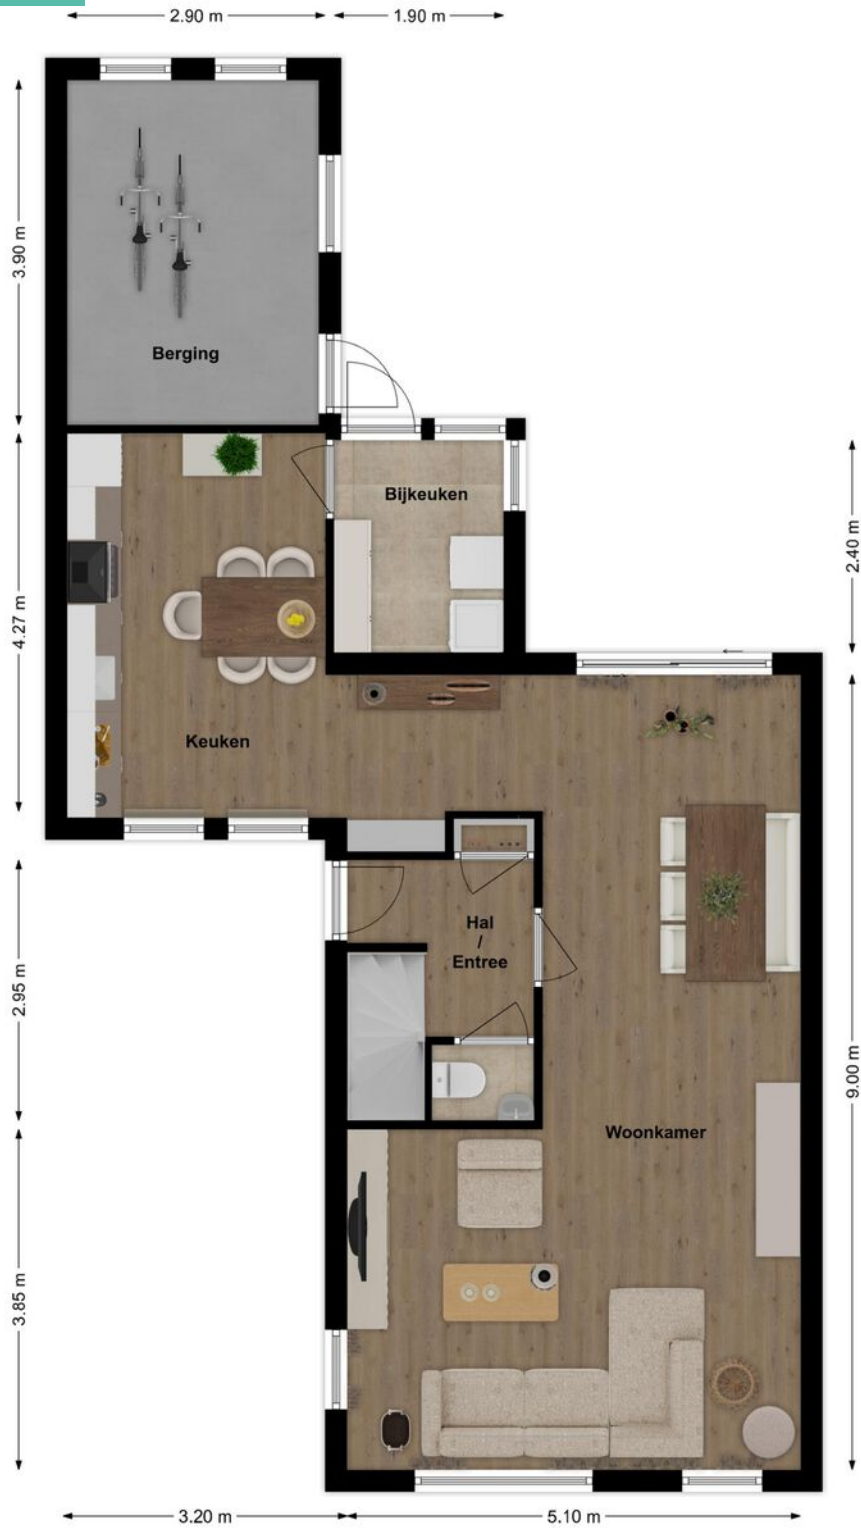 2.90 m
1.90 m
3.90 m
Berging
Bijkeuken
2.40 m
4.27 m
Keuken
Hal
/
Entree
2.95 m
9.00 m
Woonkamer
3.85 m
3.20 m
5.10 m